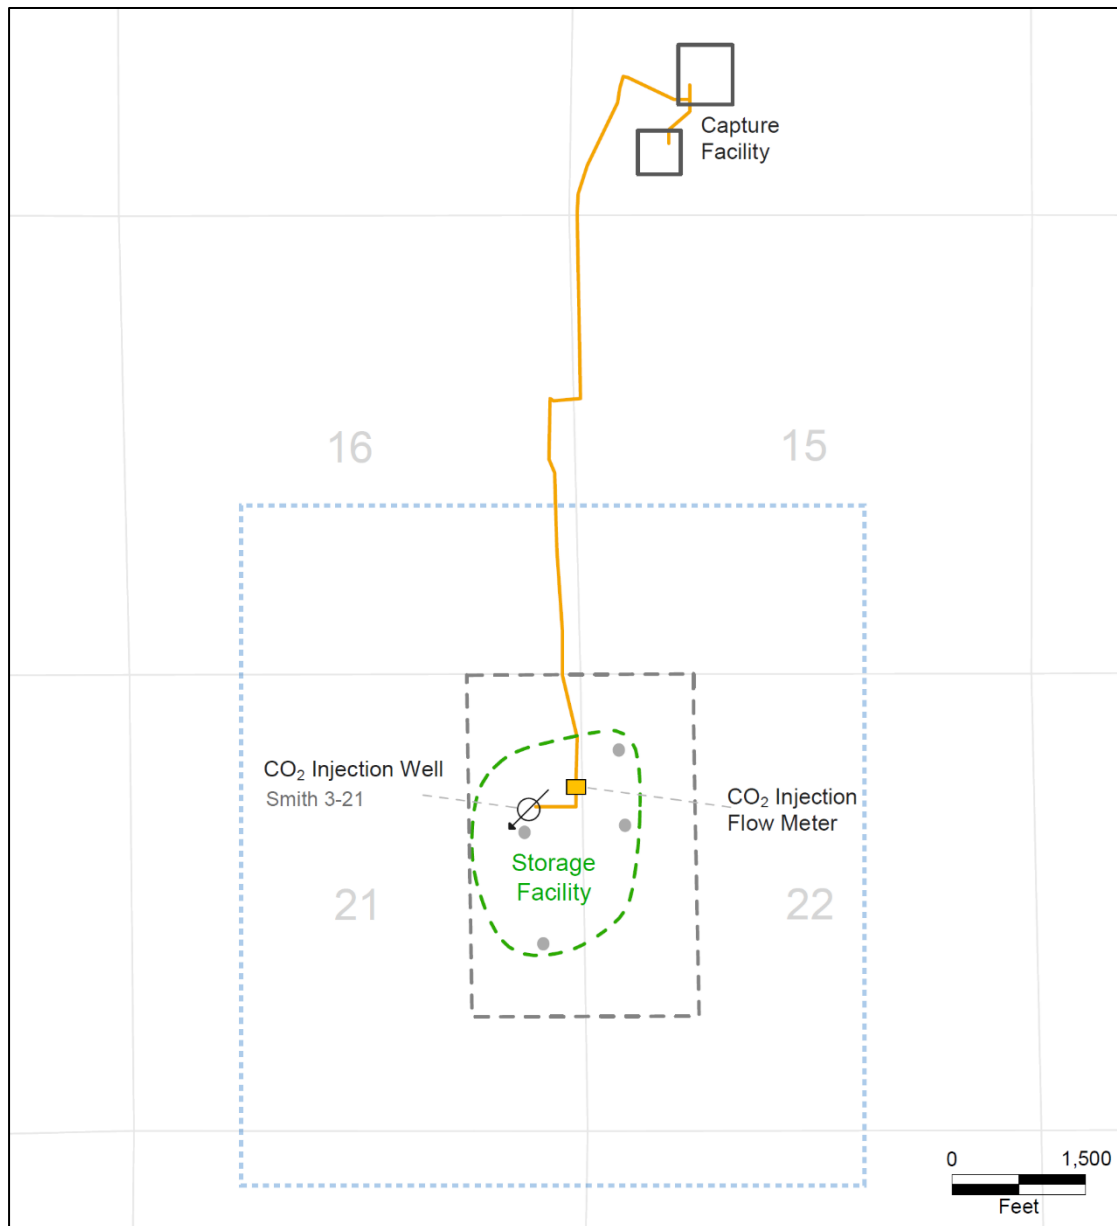 Capture
Facility
16
15
CO₂ Injection Well
Smith 3-21
CO₂ Injection
Flow Meter
Storage
Facility
21
22
0 1,500
Feet